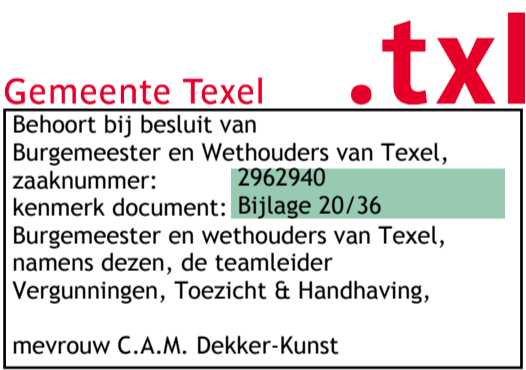 .txl
Gemeente Texel
Behoort bij besluit van
Burgemeester en Wethouders van Texel,
zaaknummer: 2962940
kenmerk document: Bijlage 20/36
Burgemeester en wethouders van Texel,
namens dezen, de teamleider
Vergunningen, Toezicht & Handhaving,
mevrouw C.A.M. Dekker-Kunst